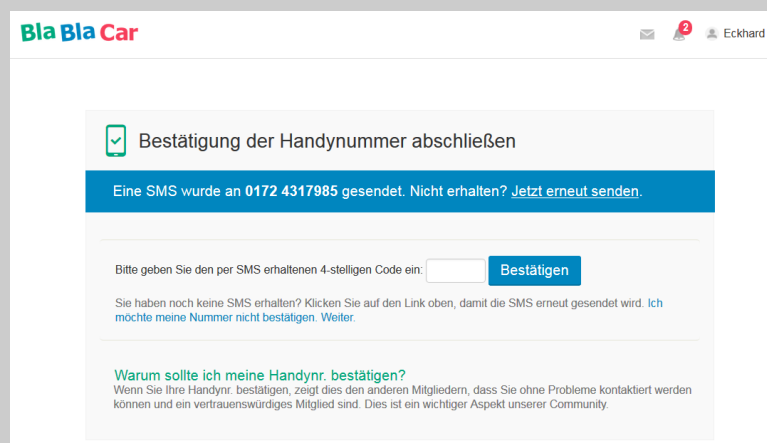 Bla Bla Car
2
Eckhard
Bestätigung der Handynummer abschließen
Eine SMS wurde an 0172 4317985 gesendet. Nicht erhalten? Jetzt erneut senden.
Bitte geben Sie den per SMS erhaltenen 4-stelligen Code ein: Bestätigen
Sie haben noch keine SMS erhalten? Klicken Sie auf den Link oben, damit die SMS erneut gesendet wird. Ich
möchte meine Nummer nicht bestätigen. Weiter.
Warum sollte ich meine Handynr. bestätigen?
Wenn Sie Ihre Handynr. bestätigen, zeigt dies den anderen Mitgliedern, dass Sie ohne Probleme kontaktiert werden
können und ein vertrauenswürdiges Mitglied sind. Dies ist ein wichtiger Aspekt unserer Community.